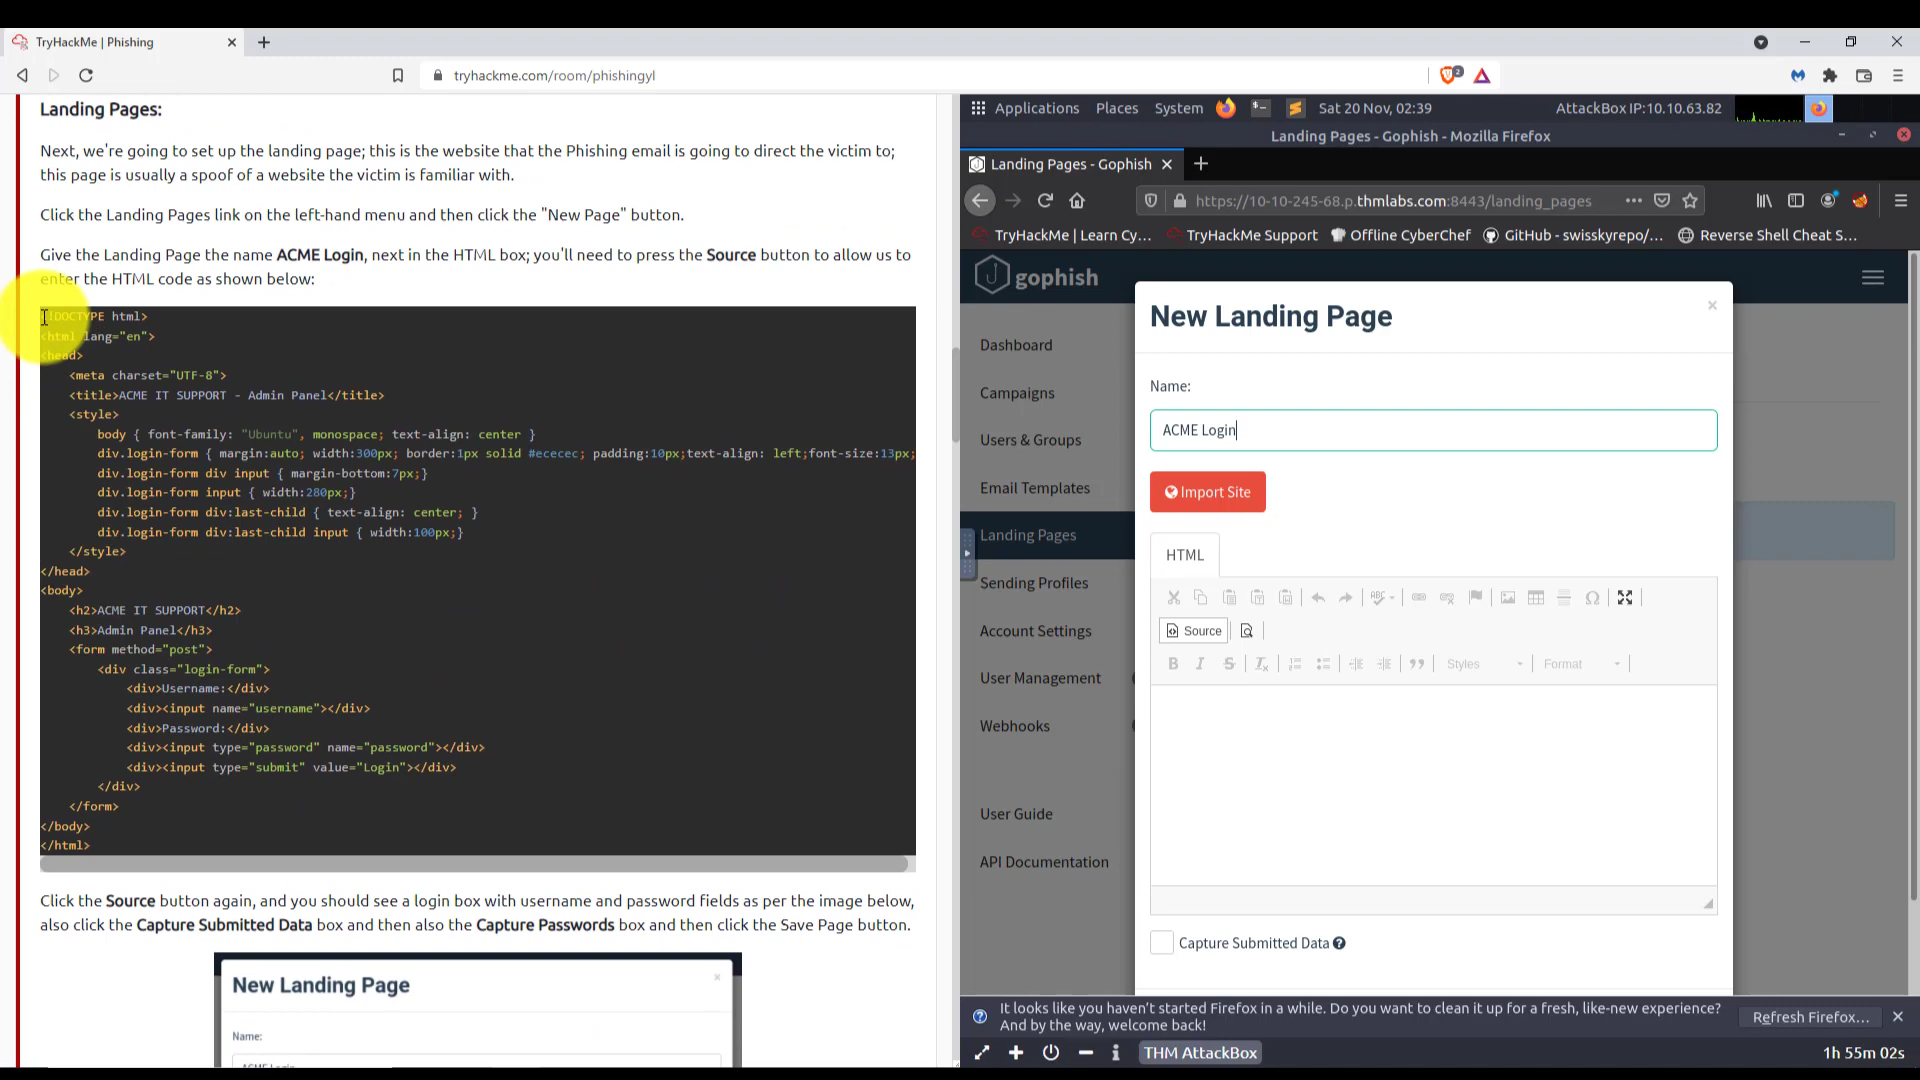 TryHackMe | Phishing
tryhackme.com/room/phishingyl
2
Landing Pages:
Next, we're going to set up the landing page; this is the website that the Phishing email is going to direct the victim to;
this page is usually a spoof of a website the victim is familiar with.
Click the Landing Pages link on the left-hand menu and then click the "New Page" button.
Give the Landing Page the name ACME Login, next in the HTML box; you'll need to press the Source button to allow us to
enter the HTML code as shown below:
<!DOCTYPE html>
<html lang="en">
<head>
<meta charset="UTF-8">
<title>ACME IT SUPPORT - Admin Panel</title>
<style>
body { font-family: "Ubuntu", monospace; text-align: center }
div.login-form { margin:auto; width:300px; border:1px solid #ececec; padding:10px;text-align: left;font-size:13px;
div.login-form div input { margin-bottom:7px;}
div.login-form input { width:280px;}
div.login-form div:last-child { text-align: center; }
div.login-form div:last-child input { width:100px;}
</style>
</head>
<body>
<h2>ACME IT SUPPORT</h2>
<h3>Admin Panel</h3>
<form method="post">
<div class="login-form">
<div>Username:</div>
<div><input name="username"></div>
<div>Password:</div>
<div><input type="password" name="password"></div>
<div><input type="submit" value="Login"></div>
</div>
</form>
</body>
</html>
Click the Source button again, and you should see a login box with username and password fields as per the image below,
also click the Capture Submitted Data box and then also the Capture Passwords box and then click the Save Page button.
New Landing Page
×
Name:
Applications Places System Sat 20 Nov, 02:39 AttackBox IP:10.10.63.82
Landing Pages - Gophish - Mozilla Firefox
Landing Pages - Gophish
https://10-10-245-68.p.thmlabs.com:8443/landing_pages
TryHackMe | Learn Cy... TryHackMe Support Offline CyberChef GitHub - swisskyrepo/... Reverse Shell Cheat S...
gophish
Dashboard
Campaigns
Users & Groups
Email Templates
Landing Pages
Sending Profiles
Account Settings
User Management
Webhooks
User Guide
API Documentation
New Landing Page
×
Name:
ACME Login
Import Site
HTML
ABC
Source
B I S Tx Styles Format
Capture Submitted Data
It looks like you haven't started Firefox in a while. Do you want to clean it up for a fresh, like-new experience?
And by the way, welcome back!
Refresh Firefox...
THM AttackBox
1h 55m 02s